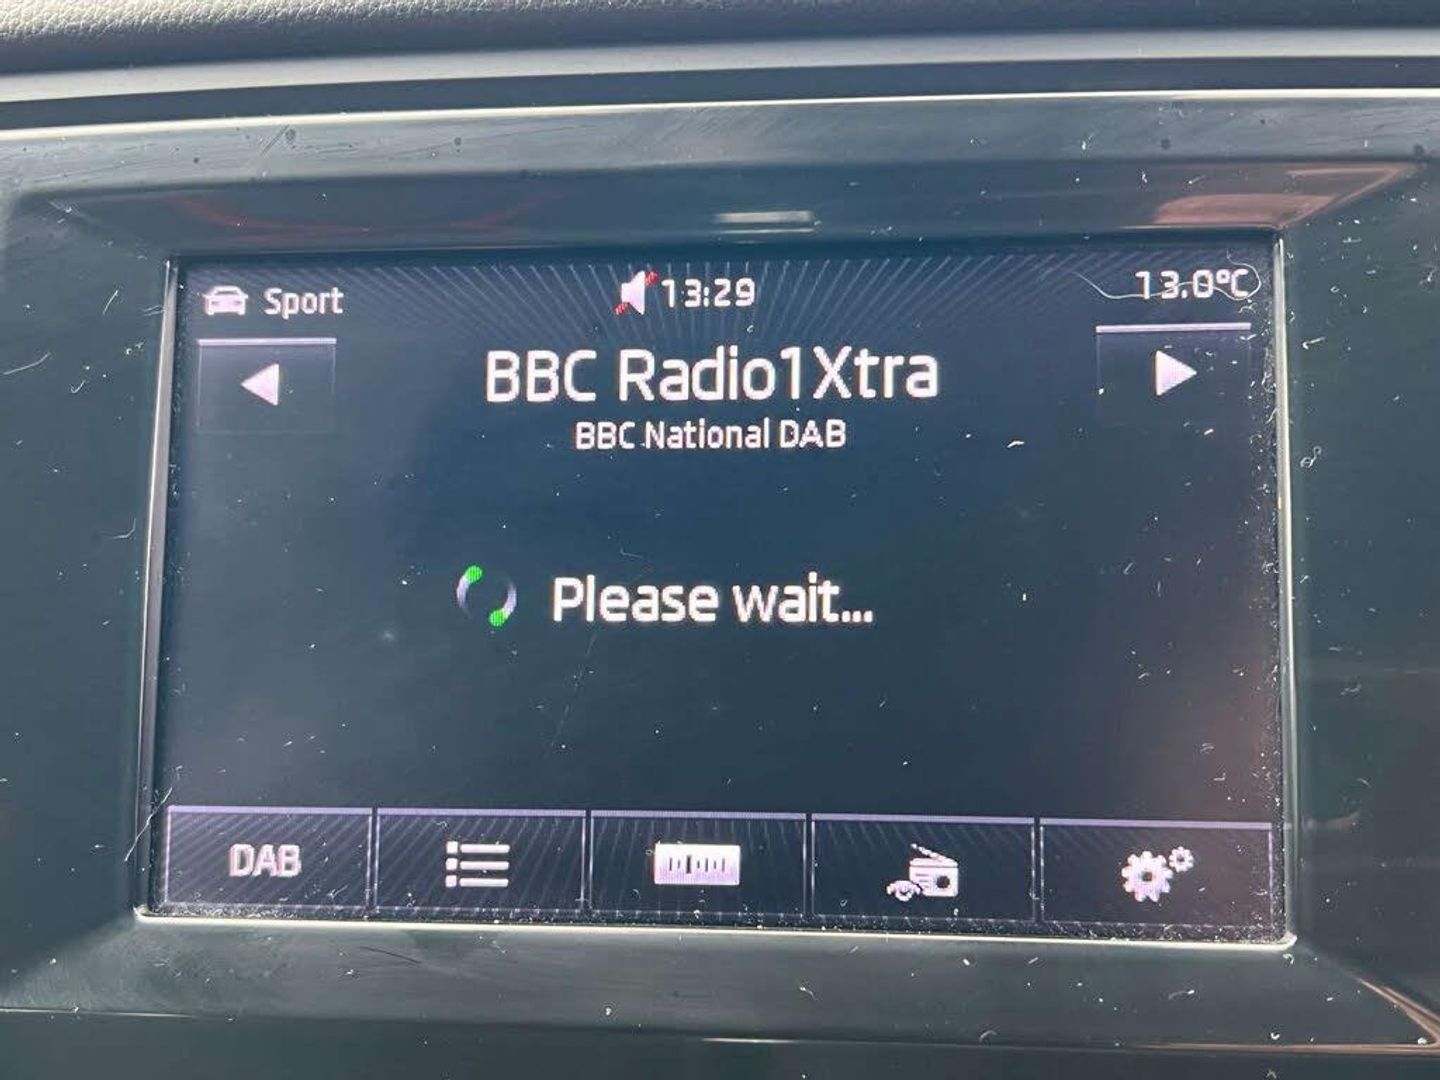 Sport
13:29
13.0°C
BBC Radio1Xtra
BBC National DAB
Please wait...
DAB